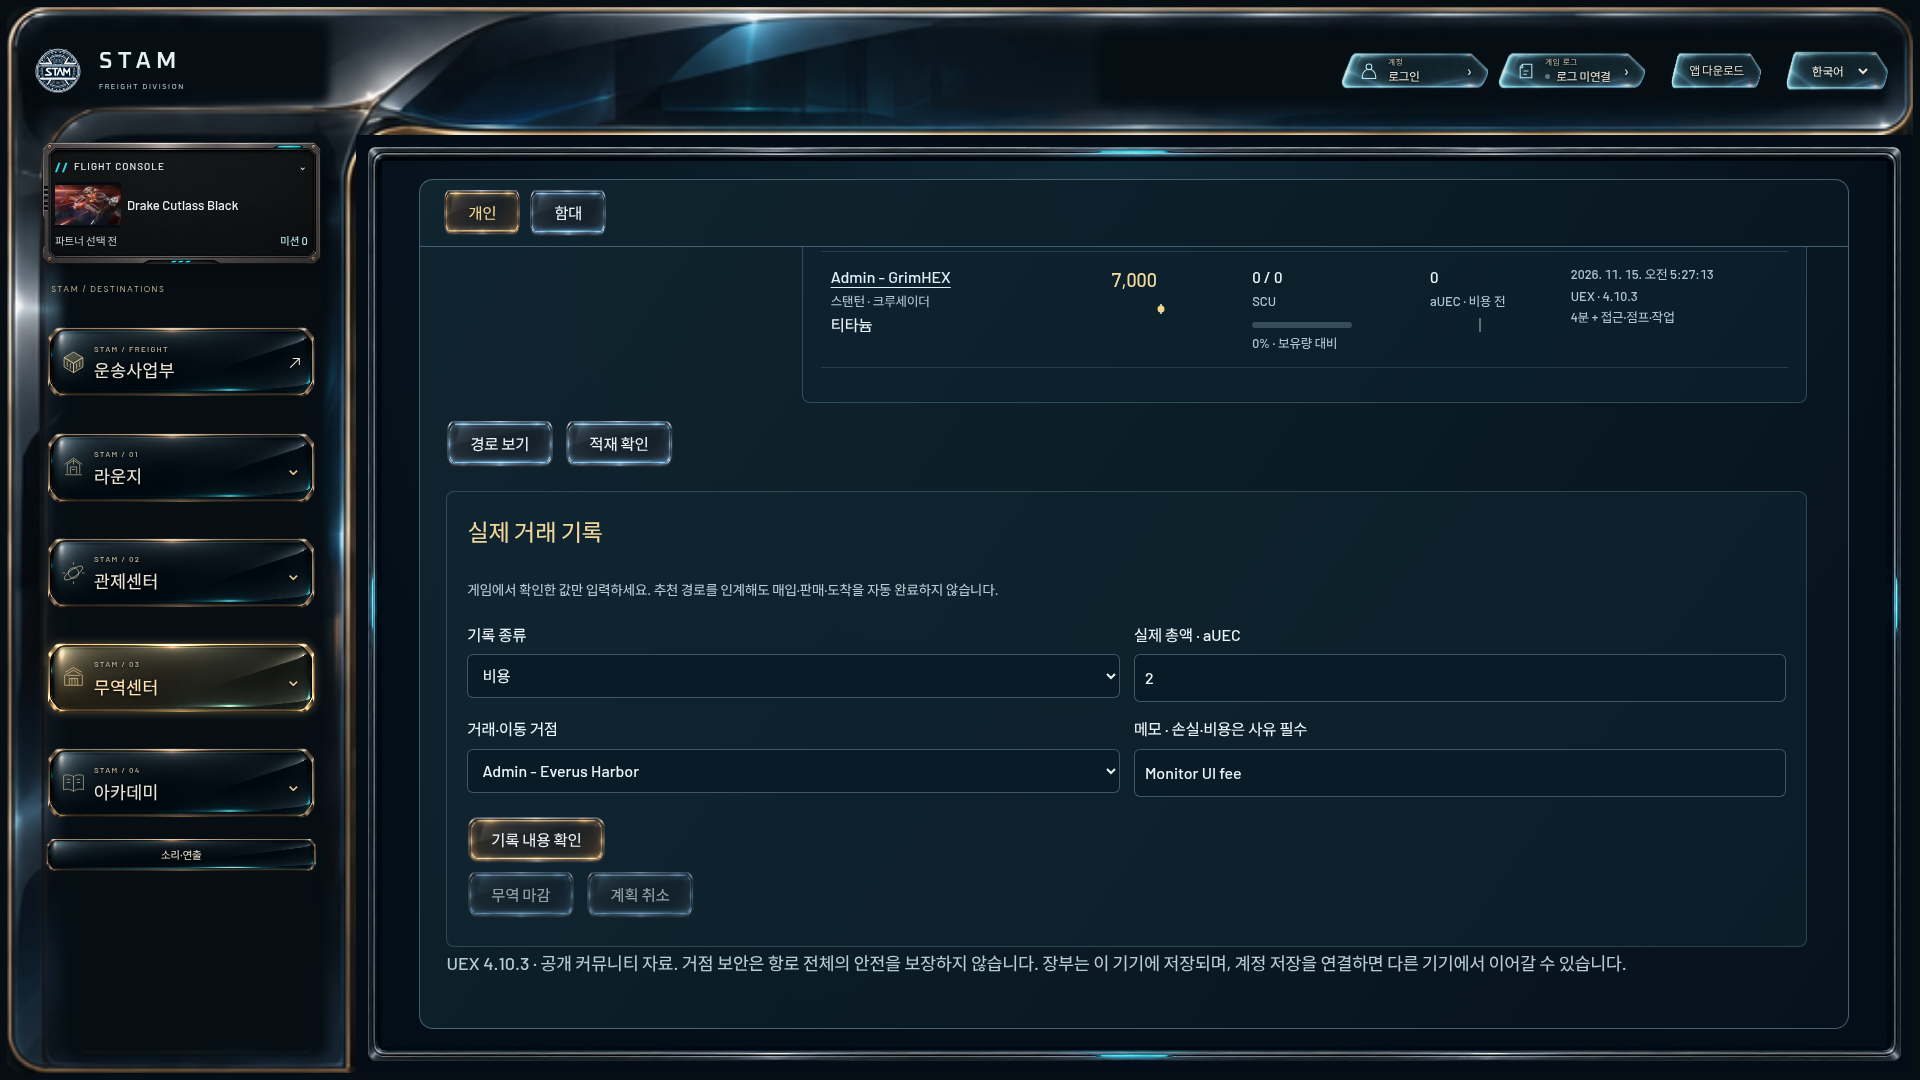 STAM
STAM
FREIGHT DIVISION
계정
로그인
게임 로그
로그 미연결
앱 다운로드
한국어
// FLIGHT CONSOLE
Drake Cutlass Black
파트너 선택 전
미션 0
STAM / DESTINATIONS
STAM / FREIGHT
운송사업부
STAM / 01
라운지
STAM / 02
관제센터
STAM / 03
무역센터
STAM / 04
아카데미
소리·연출
개인
함대
Admin - GrimHEX
스탠턴 · 크루세이더
티타늄
7,000
0 / 0
SCU
0% · 보유량 대비
0
aUEC · 비용 전
2026. 11. 15. 오전 5:27:13
UEX · 4.10.3
4분 + 접근·점프·작업
경로 보기
적재 확인
실제 거래 기록
게임에서 확인한 값만 입력하세요. 추천 경로를 인계해도 매입·판매·도착을 자동 완료하지 않습니다.
기록 종류
비용
실제 총액 · aUEC
2
거래·이동 거점
Admin - Everus Harbor
메모 · 손실·비용은 사유 필수
Monitor UI fee
기록 내용 확인
무역 마감
계획 취소
UEX 4.10.3 · 공개 커뮤니티 자료. 거점 보안은 항로 전체의 안전을 보장하지 않습니다. 장부는 이 기기에 저장되며, 계정 저장을 연결하면 다른 기기에서 이어갈 수 있습니다.